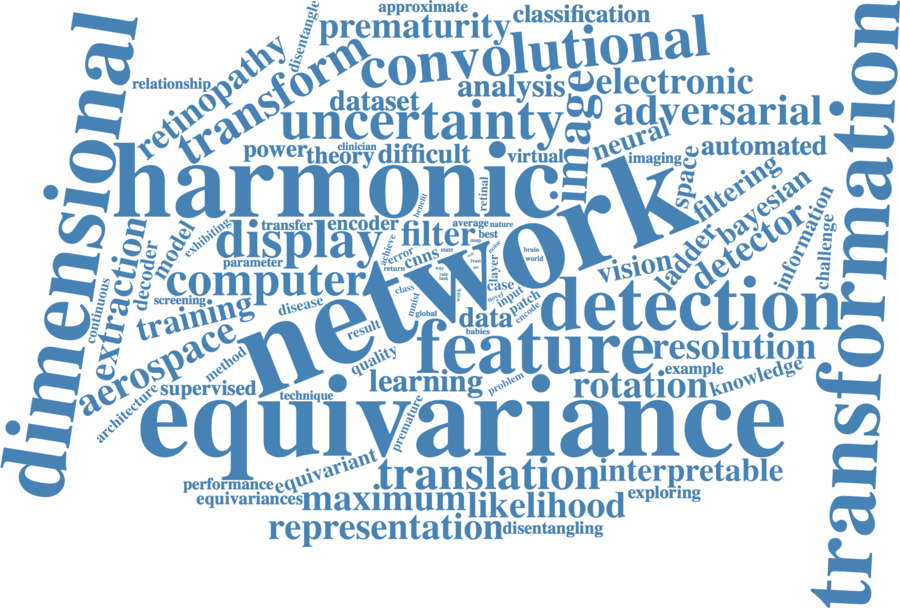 approximate
classification
disentangle
prematurity
convolutional
dimensional
transformation
relationship
retinopathy
transform
analysis
electronic
dataset
uncertainty
image
adversarial
neural
power
theory
clinician
difficult
virtual
imaging
automated
harmonic
network
space
filtering
retinal
benefit
bayesian
ladder
detector
information
challenge
exhibiting
transfer
encoder
average
nature
best
display
filter
model
parameter
achieve
error
cnns
state
map
layer
brain
world
vision
extraction
decoder
continuous
computer
return
way
task
class
case
input
novel
patch
encode
detection
screening
training
disease
mnist
global
work
data
babies
result
aerospace
method
quality
feature
resolution
example
knowledge
learning
problem
rotation
architecture
supervised
technique
equivariance
premature
equivariant
translation
interpretable
performance
equivariances
maximum
likelihood
exploring
representation
disentangling